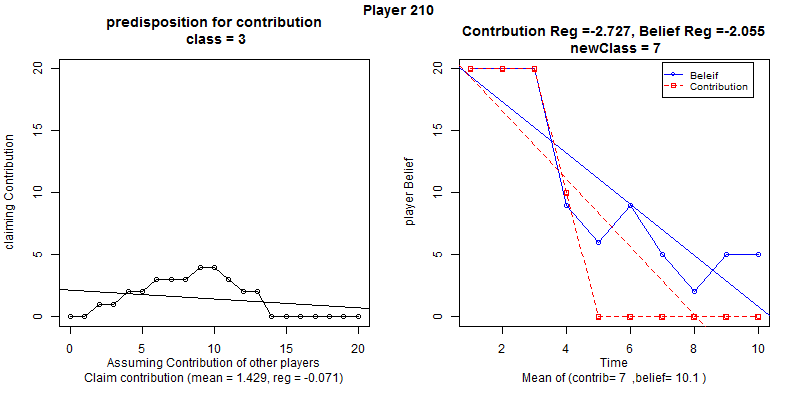 Player 210
predisposition for contribution
class = 3
claiming Contribution
20
15
10
5
0
0 5 10 15 20
Assuming Contribution of other players
Claim contribution (mean = 1.429, reg = -0.071)
Contrbution Reg =-2.727, Belief Reg =-2.055
newClass = 7
Beleif
Contribution
player Belief
20
15
10
5
0
2 4 6 8 10
Time
Mean of (contrib= 7 ,belief= 10.1 )